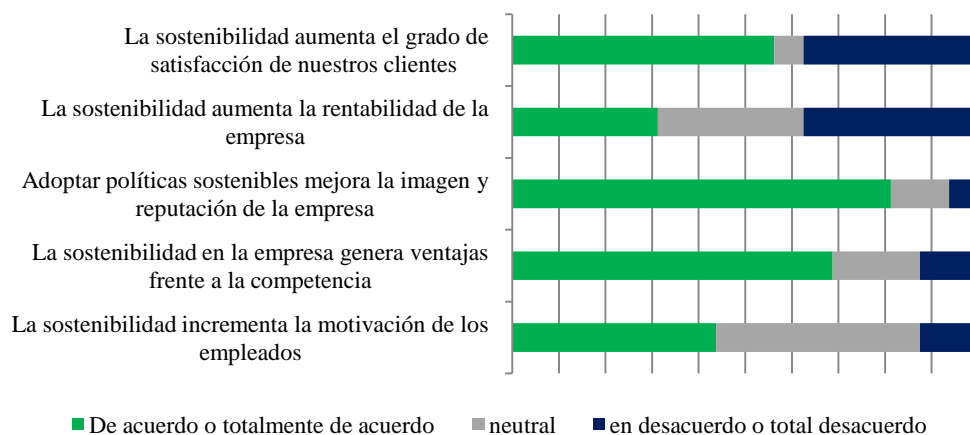 La sostenibilidad aumenta el grado de
satisfacción de nuestros clientes
La sostenibilidad aumenta la rentabilidad de la
empresa
Adoptar políticas sostenibles mejora la imagen y
reputación de la empresa
La sostenibilidad en la empresa genera ventajas
frente a la competencia
La sostenibilidad incrementa la motivación de los
empleados
De acuerdo o totalmente de acuerdo neutral en desacuerdo o total desacuerdo